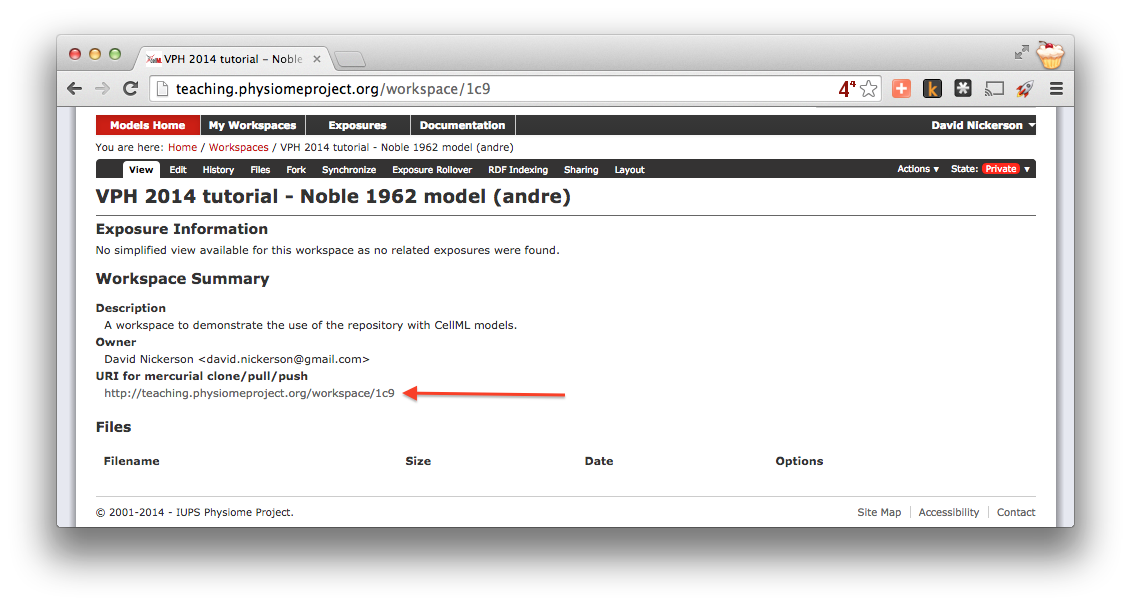 VPH 2014 tutorial – Noble
teaching.physiomeproject.org/workspace/1c9
4⁴
k
Models Home My Workspaces Exposures Documentation David Nickerson
You are here: Home / Workspaces / VPH 2014 tutorial - Noble 1962 model (andre)
View Edit History Files Fork Synchronize Exposure Rollover RDF Indexing Sharing Layout Actions ▼ State: Private ▼
VPH 2014 tutorial - Noble 1962 model (andre)
Exposure Information
No simplified view available for this workspace as no related exposures were found.
Workspace Summary
Description
A workspace to demonstrate the use of the repository with CellML models.
Owner
David Nickerson <david.nickerson@gmail.com>
URI for mercurial clone/pull/push
http://teaching.physiomeproject.org/workspace/1c9
Files
Filename Size Date Options
© 2001-2014 - IUPS Physiome Project. Site Map Accessibility Contact